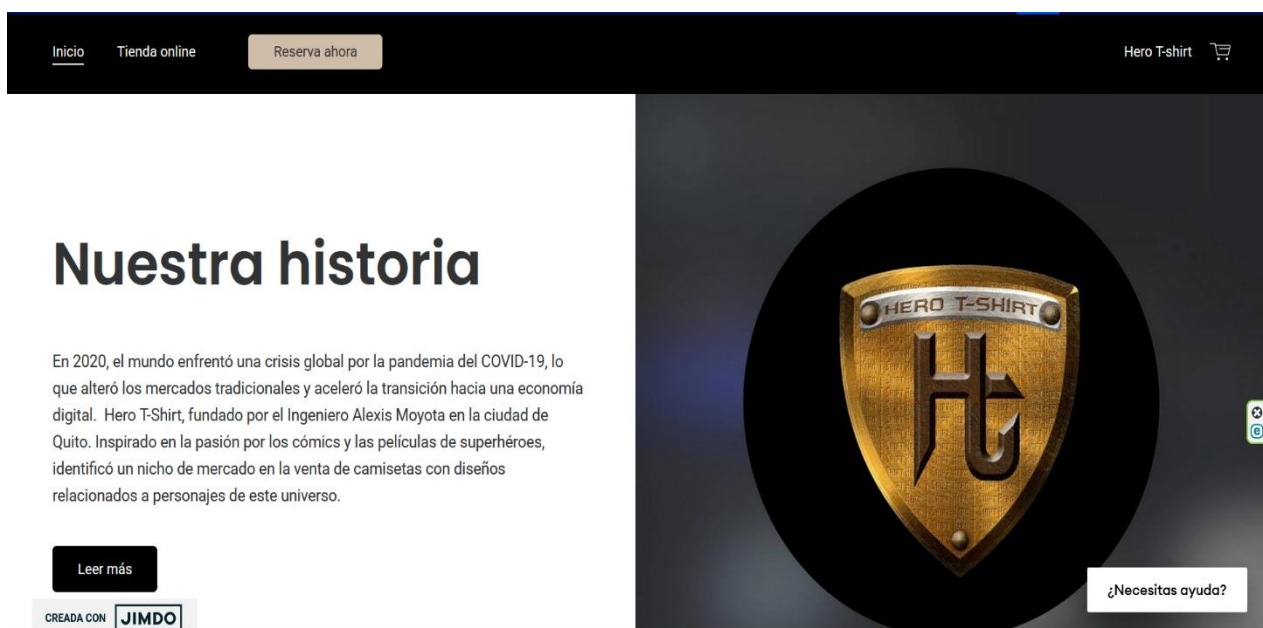 Inicio
Tienda online
Reserva ahora
Hero T-shirt
Nuestra historia
En 2020, el mundo enfrentó una crisis global por la pandemia del COVID-19, lo
que alteró los mercados tradicionales y aceleró la transición hacia una economía
digital. Hero T-Shirt, fundado por el Ingeniero Alexis Moyota en la ciudad de
Quito. Inspirado en la pasión por los cómics y las películas de superhéroes,
identificó un nicho de mercado en la venta de camisetas con diseños
relacionados a personajes de este universo.
Leer más
CREADA CON JIMDO
HERO T-SHIRT
Ht
¿Necesitas ayuda?
e